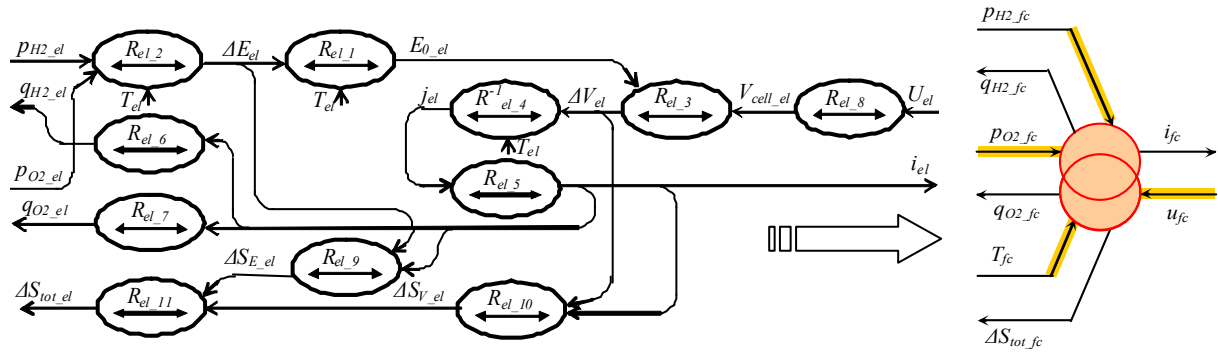 p_H2_el
R_el_2
ΔE_el
R_el_1
E_0_el
q_H2_el
T_el
T_el
j_el
R^-1_el_4
ΔV_el
R_el_3
V_cell_el
R_el_8
U_el
R_el_6
T_el
p_O2_el
R_el_5
i_el
q_O2_el
R_el_7
ΔS_E_el
R_el_9
ΔS_tot_el
R_el_11
ΔS_V_el
R_el_10
p_H2_fc
q_H2_fc
p_O2_fc
i_fc
q_O2_fc
u_fc
T_fc
ΔS_tot_fc